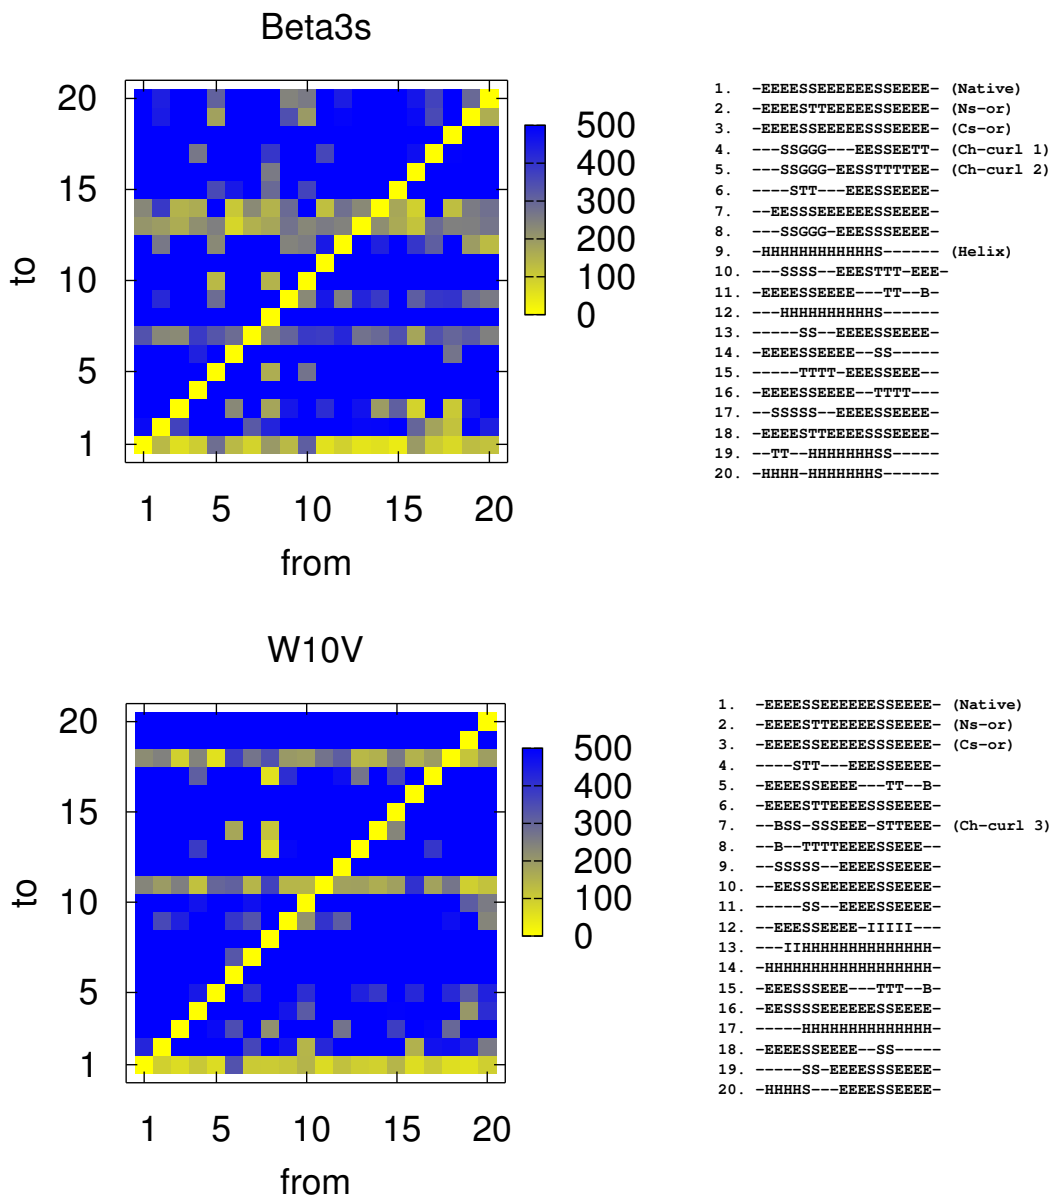 Beta3s
20
15
10
5
1
to
1 5 10 15 20
from
500
400
300
200
100
0
1. -EEEESSEEEEEESSEEEE- (Native)
2. -EEEESTTEEEEESSEEEE- (Ns-or)
3. -EEEESSEEEEEESSSEEEE- (Cs-or)
4. ---SSGGG---EESSEETT- (Ch-curl 1)
5. ---SSGGG-EESSTTTTEE- (Ch-curl 2)
6. ----STT---EEESSEEEE-
7. --EESSSEEEEEESSEEEE-
8. ---SSGGG-EEESSEEEEE-
9. -HHHHHHHHHHHHS------ (Helix)
10. ---SSSS--EEESTTT-EEE-
11. -EEEESSEEEE---TT--B-
12. ---HHHHHHHHHHS------
13. -----SS--EEEESSEEEE-
14. -EEEESSEEEE--SS-----
15. -----TTTT-EEESSEEE--
16. -EEEESSEEEE--TTTT---
17. --SSSSS--EEEESSEEEE-
18. -EEEESTTEEEESSSEEEE-
19. --TT--HHHHHHHSS-----
20. -HHHH-HHHHHHHS------
W10V
20
15
10
5
1
to
1 5 10 15 20
from
500
400
300
200
100
0
1. -EEEESSEEEEEESSEEEE- (Native)
2. -EEEESTTEEEEESSEEEE- (Ns-or)
3. -EEEESSEEEEEESSSEEEE- (Cs-or)
4. ----STT---EEESSEEEE-
5. -EEEESSEEEE---TT--B-
6. -EEEESTTEEEESSSEEEE-
7. --BSS-SSSEEE-STTEEE- (Ch-curl 3)
8. --B--TTTTEEEESSEEE--
9. --SSSSS--EEEESSEEEE-
10. --EESSSEEEEEESSEEEE-
11. -----SS--EEEESSEEEE-
12. --EEESSEEEE-IIIII---
13. ---IIHHHHHHHHHHHHHH-
14. -HHHHHHHHHHHHHHHHHH-
15. -EEESSSEEE---TTT--B-
16. -EESSSSEEEEEESSEEEE-
17. -----HHHHHHHHHHHHHH-
18. -EEEESSEEEE--SS-----
19. -----SS-EEEESSSEEEE-
20. -HHHHS---EEEESSEEEE-